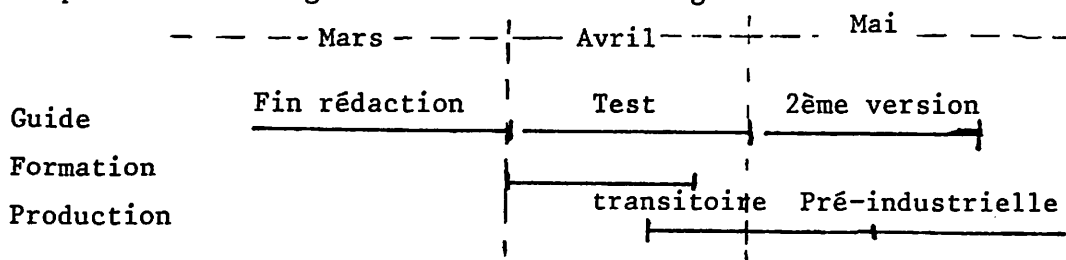 Mars Avril Mai
Fin rédaction Test 2ème version
Guide
Formation
transitoire Pré-industrielle
Production